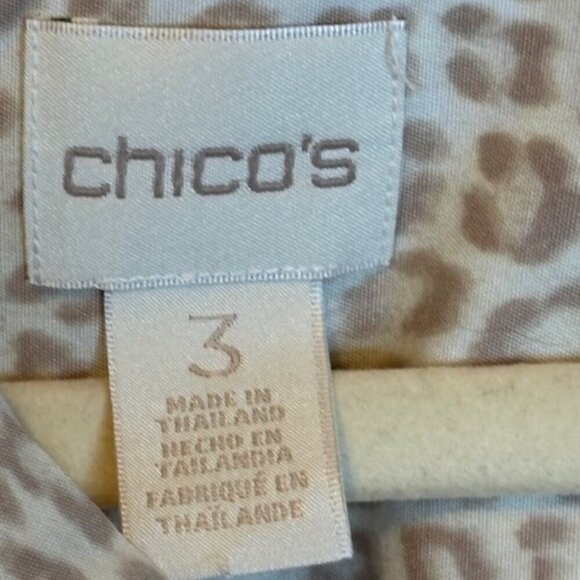 chico's
3
MADE IN
THAILAND
HECHO EN
TAILANDIA
FABRIQUÉ EN
THAÏLANDE